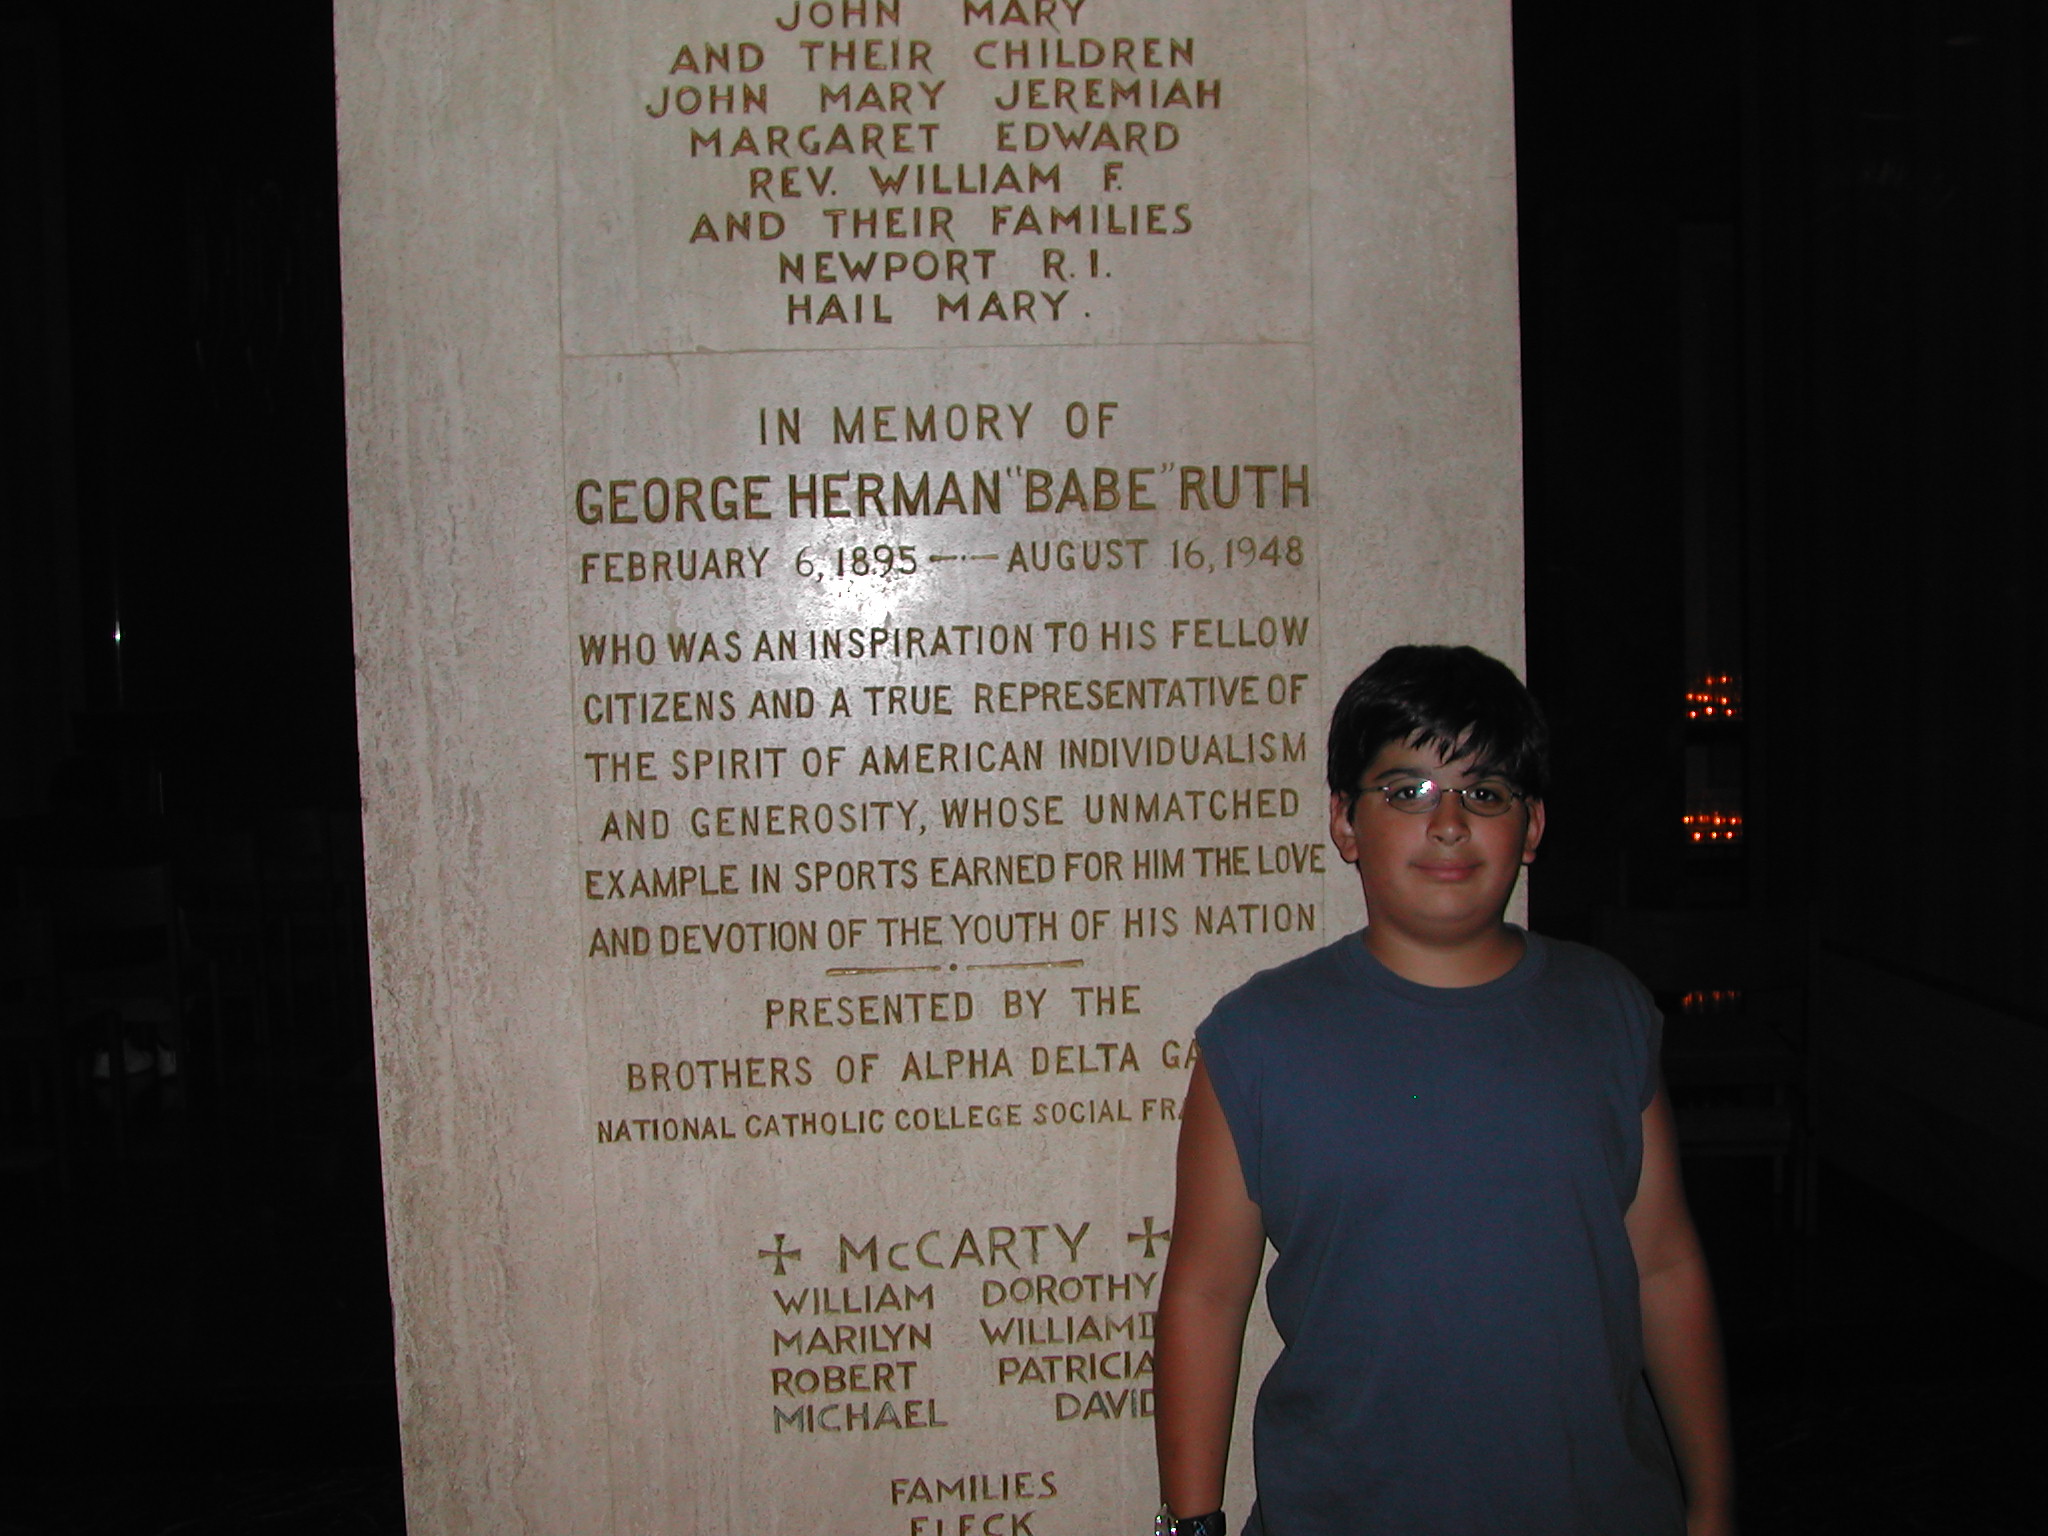 JOHN MARY
AND THEIR CHILDREN
JOHN MARY JEREMIAH
MARGARET EDWARD
REV. WILLIAM F.
AND THEIR FAMILIES
NEWPORT R.I.
HAIL MARY.
IN MEMORY OF
GEORGE HERMAN "BABE" RUTH
FEBRUARY 6, 1895 —·— AUGUST 16, 1948
WHO WAS AN INSPIRATION TO HIS FELLOW
CITIZENS AND A TRUE REPRESENTATIVE OF
THE SPIRIT OF AMERICAN INDIVIDUALISM
AND GENEROSITY, WHOSE UNMATCHED
EXAMPLE IN SPORTS EARNED FOR HIM THE LOVE
AND DEVOTION OF THE YOUTH OF HIS NATION
PRESENTED BY THE
BROTHERS OF ALPHA DELTA
NATIONAL CATHOLIC COLLEGE SOCIAL
McCARTY
WILLIAM DOROTHY
MARILYN WILLIAM
ROBERT PATRICIA
MICHAEL DAVID
FAMILIES
FLECK